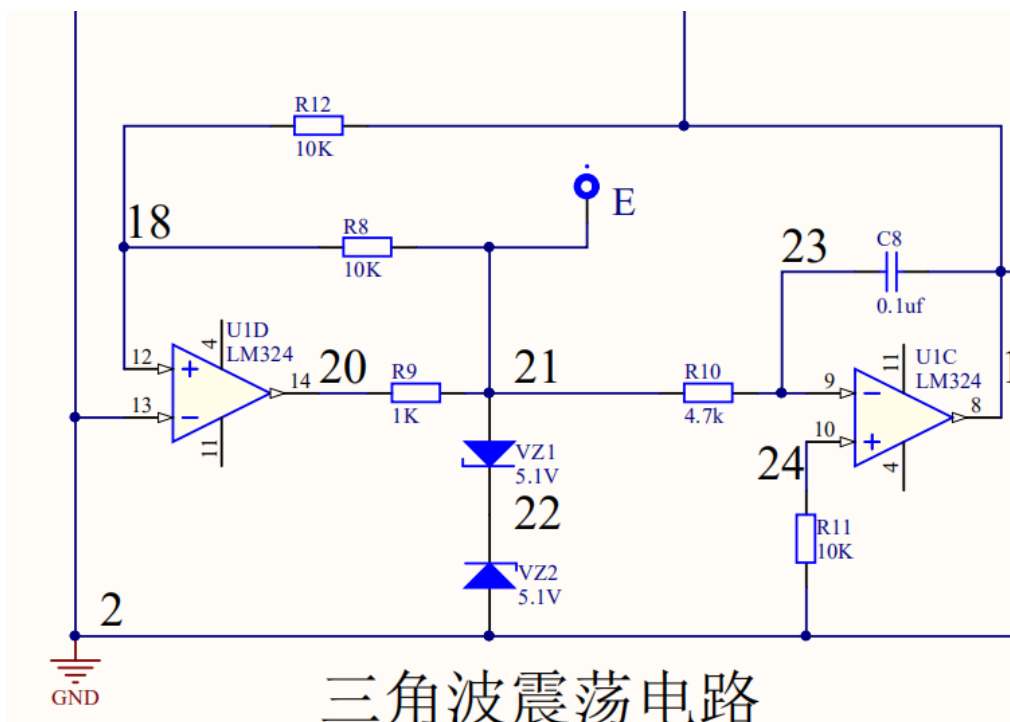 R12
10K
18
R8
10K
E
23
C8
0.1uf
U1D
LM324
4
12
+
13
−
14
11
20
R9
1K
21
R10
4.7k
11
U1C
LM324
9
−
10
+
8
4
1
VZ1
5.1V
22
VZ2
5.1V
24
R11
10K
2
GND
三角波震荡电路